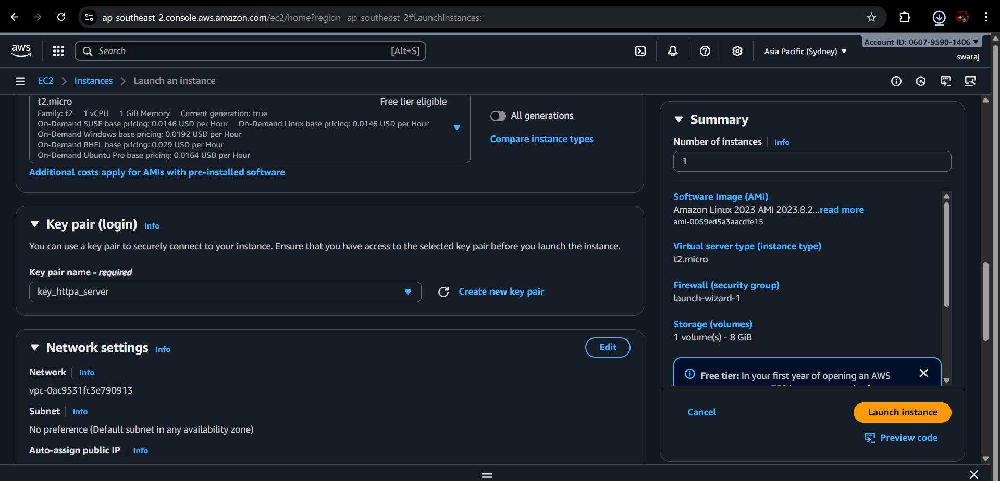 ap-southeast-2.console.aws.amazon.com/ec2/home?region=ap-southeast-2#LaunchInstances:
aws
Search
[Alt+S]
Asia Pacific (Sydney)
Account ID: 0607-9590-1406
swaraj
EC2
Instances
Launch an instance
t2.micro
Free tier eligible
Family: t2 1 vCPU 1 GiB Memory Current generation: true
On-Demand SUSE base pricing: 0.0146 USD per Hour On-Demand Linux base pricing: 0.0146 USD per Hour
On-Demand Windows base pricing: 0.0192 USD per Hour
On-Demand RHEL base pricing: 0.029 USD per Hour
On-Demand Ubuntu Pro base pricing: 0.0164 USD per Hour
All generations
Compare instance types
Additional costs apply for AMIs with pre-installed software
Key pair (login) Info
You can use a key pair to securely connect to your instance. Ensure that you have access to the selected key pair before you launch the instance.
Key pair name - required
key_httpa_server
Create new key pair
Network settings Info
Edit
Network Info
vpc-0ac9531fc3e790913
Subnet Info
No preference (Default subnet in any availability zone)
Auto-assign public IP Info
Summary
Number of instances Info
1
Software Image (AMI)
Amazon Linux 2023 AMI 2023.8.2...read more
ami-0059ed5a3aacdfe15
Virtual server type (instance type)
t2.micro
Firewall (security group)
launch-wizard-1
Storage (volumes)
1 volume(s) - 8 GiB
Free tier: In your first year of opening an AWS
Cancel
Launch instance
Preview code